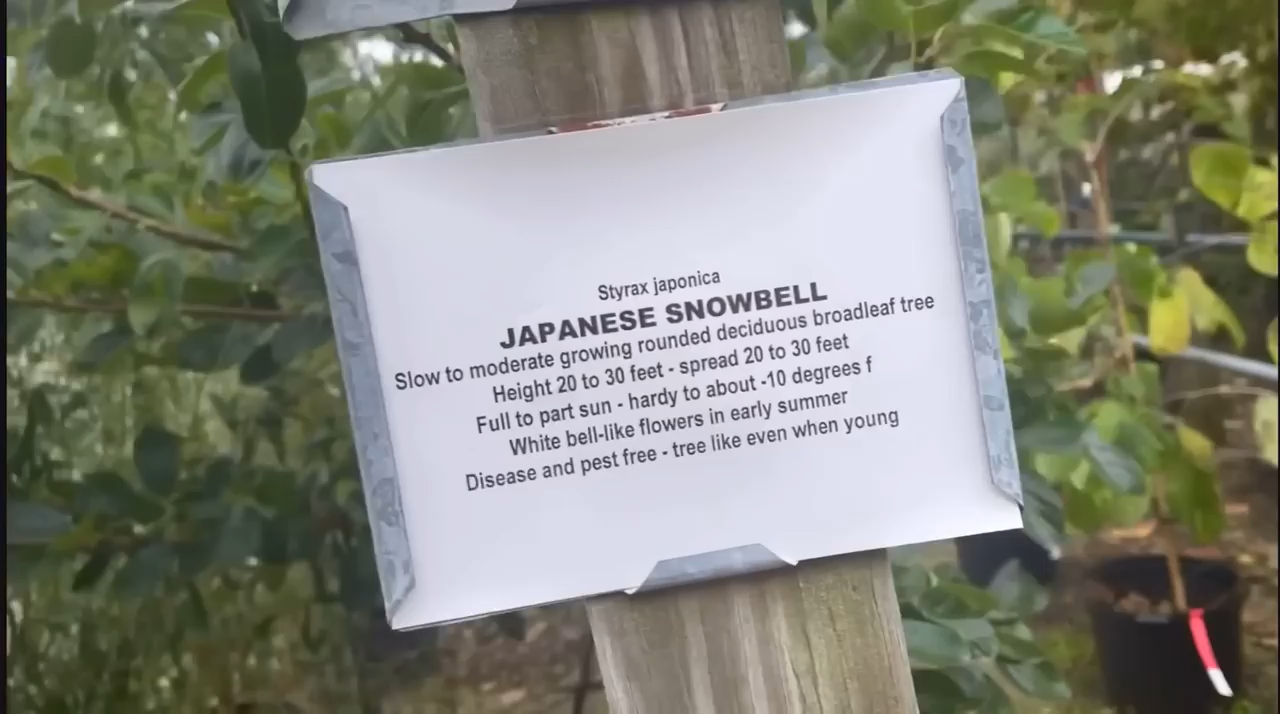 Styrax japonica
JAPANESE SNOWBELL
Slow to moderate growing rounded deciduous broadleaf tree
Height 20 to 30 feet - spread 20 to 30 feet
Full to part sun - hardy to about -10 degrees f
White bell-like flowers in early summer
Disease and pest free - tree like even when young